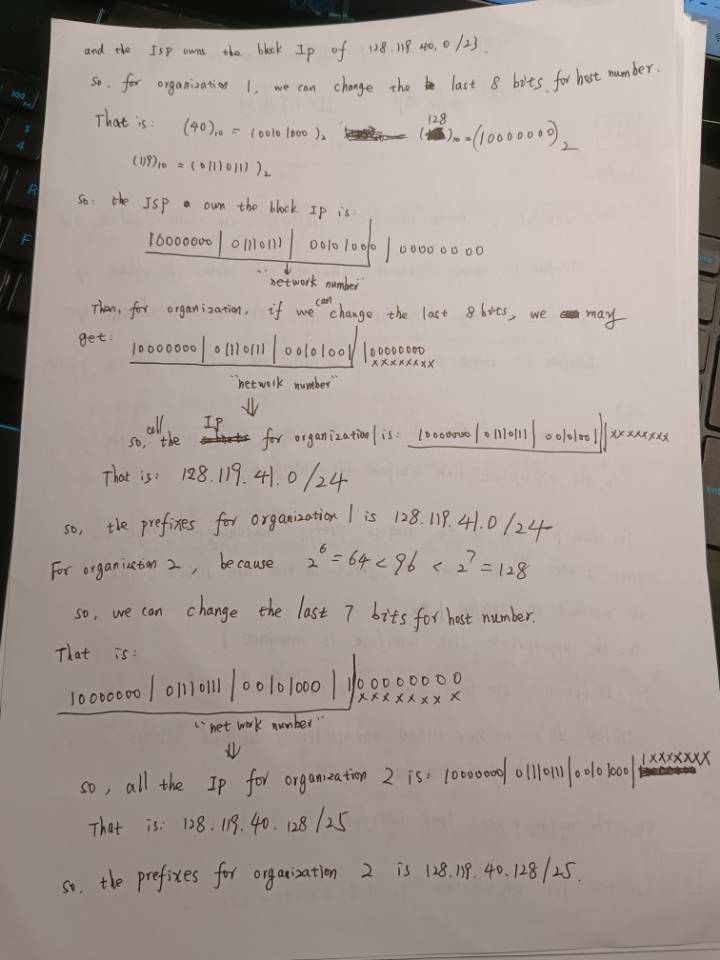 and the Isp owns the block Ip of 128.119.40.0/23.
So. for organization 1, we can change the last 8 bits for host number.
That is: (40)10 = (00101000)2 (128)10 = (10000000)2
(119)10 = (01110111)2
So. the ISP own the block Ip is:
10000000 | 01110111 | 00101000 | 00000000
"network number"
Then, for organization, if we can change the last 8 bits, we may
get: 10000000 | 01110111 | 00101001 | 00000000
xxxxxxxx
"network number"
⇓
so, all the Ip for organization 1 is: 10000000 | 01110111 | 00101001 | xxxxxxxx
That is: 128.119.41.0/24
so, the prefixes for organization 1 is 128.119.41.0/24
For organiztion 2, because 2^6 = 64 < 96 < 2^7 = 128
so, we can change the last 7 bits for host number.
That is:
10000000 | 01110111 | 00101000 | 10000000
xxxxxxx
"network number"
⇓
so, all the Ip for organization 2 is: 10000000 | 01110111 | 00101000 | 1xxxxxxx
That is: 128.119.40.128/25
so. the prefixes for organization 2 is 128.119.40.128/25.